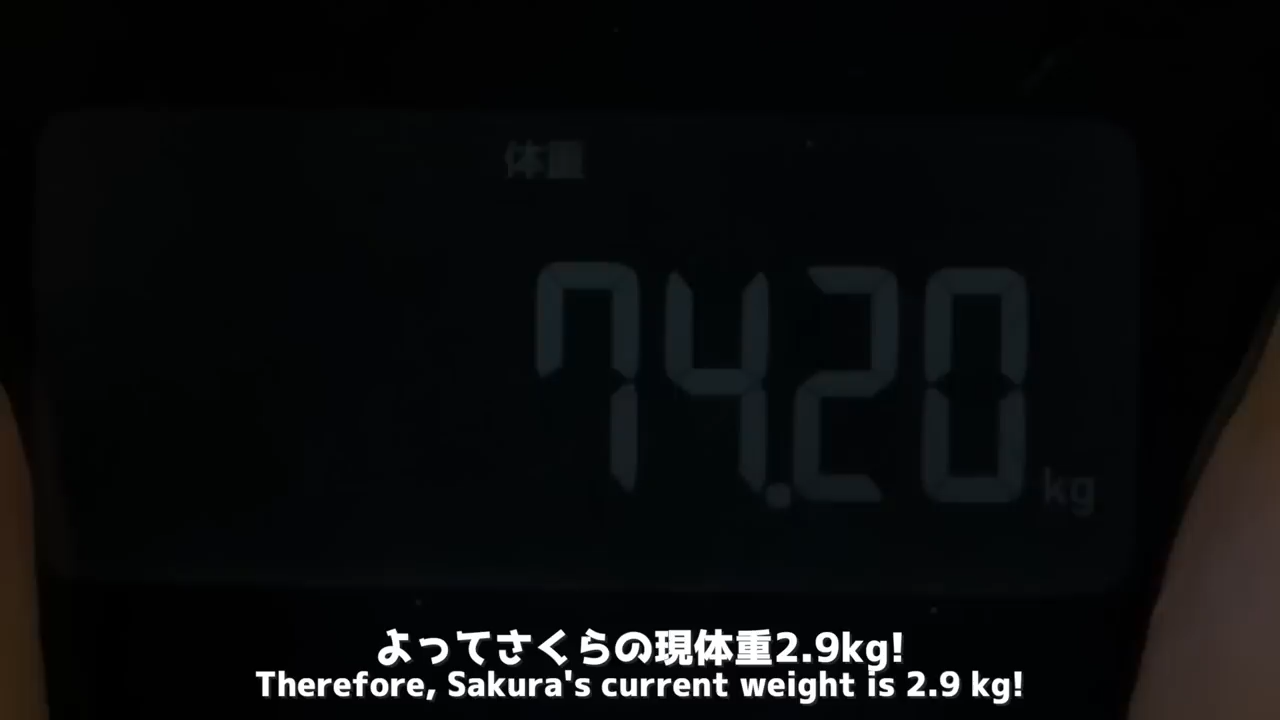 体重
74.20
kg
よってさくらの現体重2.9kg!
Therefore, Sakura's current weight is 2.9 kg!